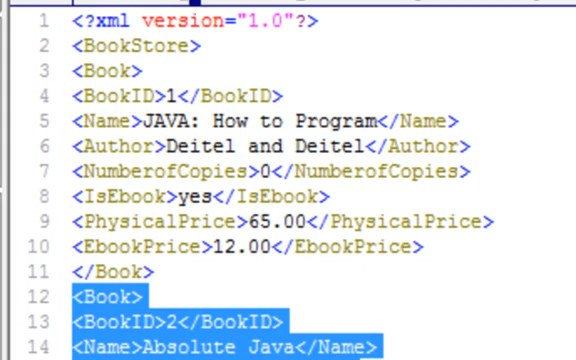 1 <?xml version="1.0"?>
2 <BookStore>
3 <Book>
4 <BookID>1</BookID>
5 <Name>JAVA: How to Program</Name>
6 <Author>Deitel and Deitel</Author>
7 <NumberofCopies>0</NumberofCopies>
8 <IsEbook>yes</IsEbook>
9 <PhysicalPrice>65.00</PhysicalPrice>
10 <EbookPrice>12.00</EbookPrice>
11 </Book>
12 <Book>
13 <BookID>2</BookID>
14 <Name>Absolute Java</Name>